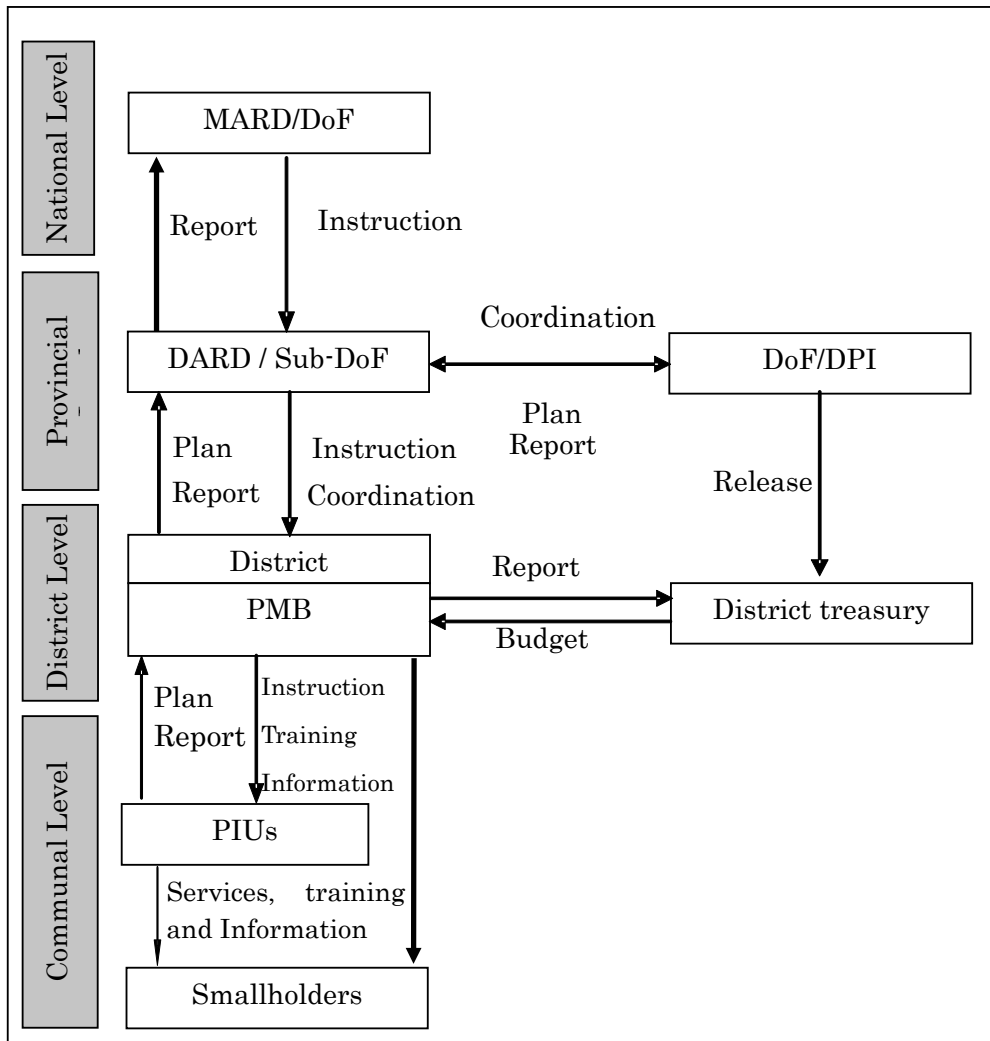 National Level
MARD/DoF
Report
Instruction
Provincial
DARD / Sub-DoF
Coordination
DoF/DPI
Plan
Report
Plan
Report
Instruction
Coordination
Release
District Level
District
PMB
Report
Budget
District treasury
Plan
Report
Instruction
Training
Information
Communal Level
PIUs
Services, training
and Information
Smallholders